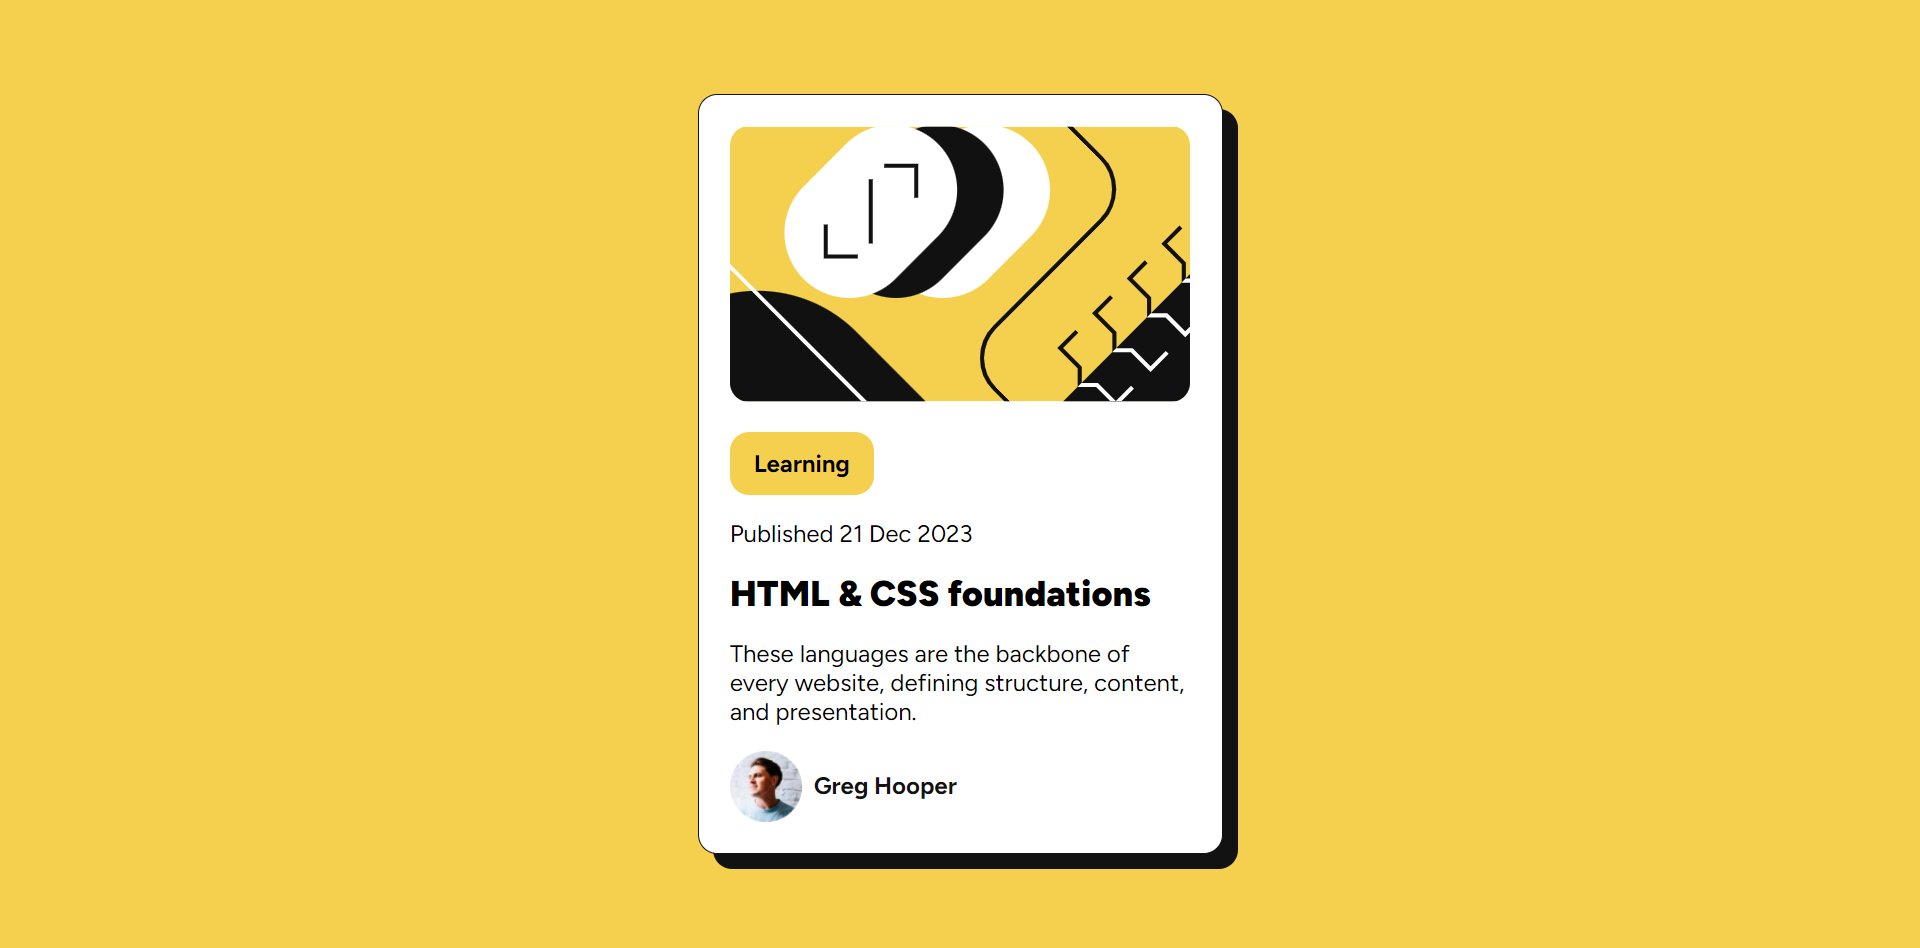 Learning
Published 21 Dec 2023
HTML & CSS foundations
These languages are the backbone of
every website, defining structure, content,
and presentation.
Greg Hooper